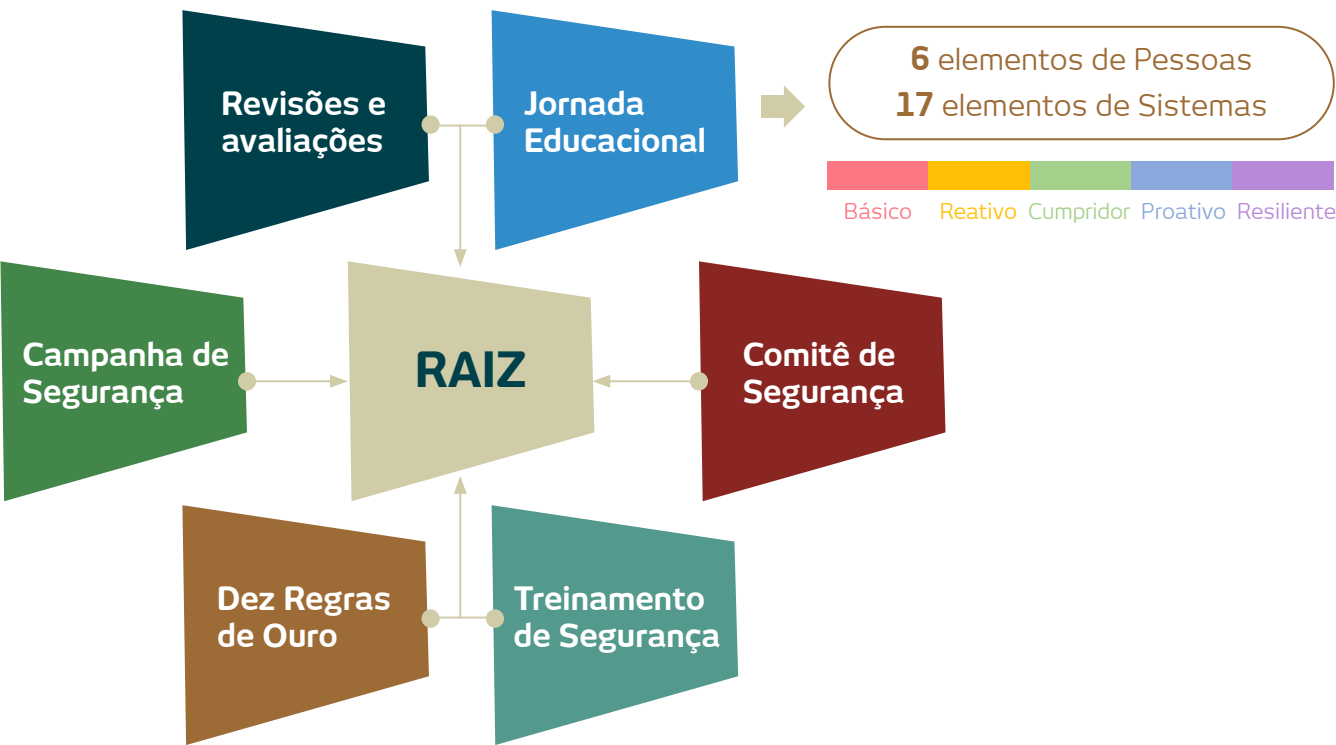 Revisões e
avaliações
Jornada
Educacional
6 elementos de Pessoas
17 elementos de Sistemas
Básico
Reativo
Cumpridor
Proativo
Resiliente
Campanha de
Segurança
RAIZ
Comitê de
Segurança
Dez Regras
de Ouro
Treinamento
de Segurança